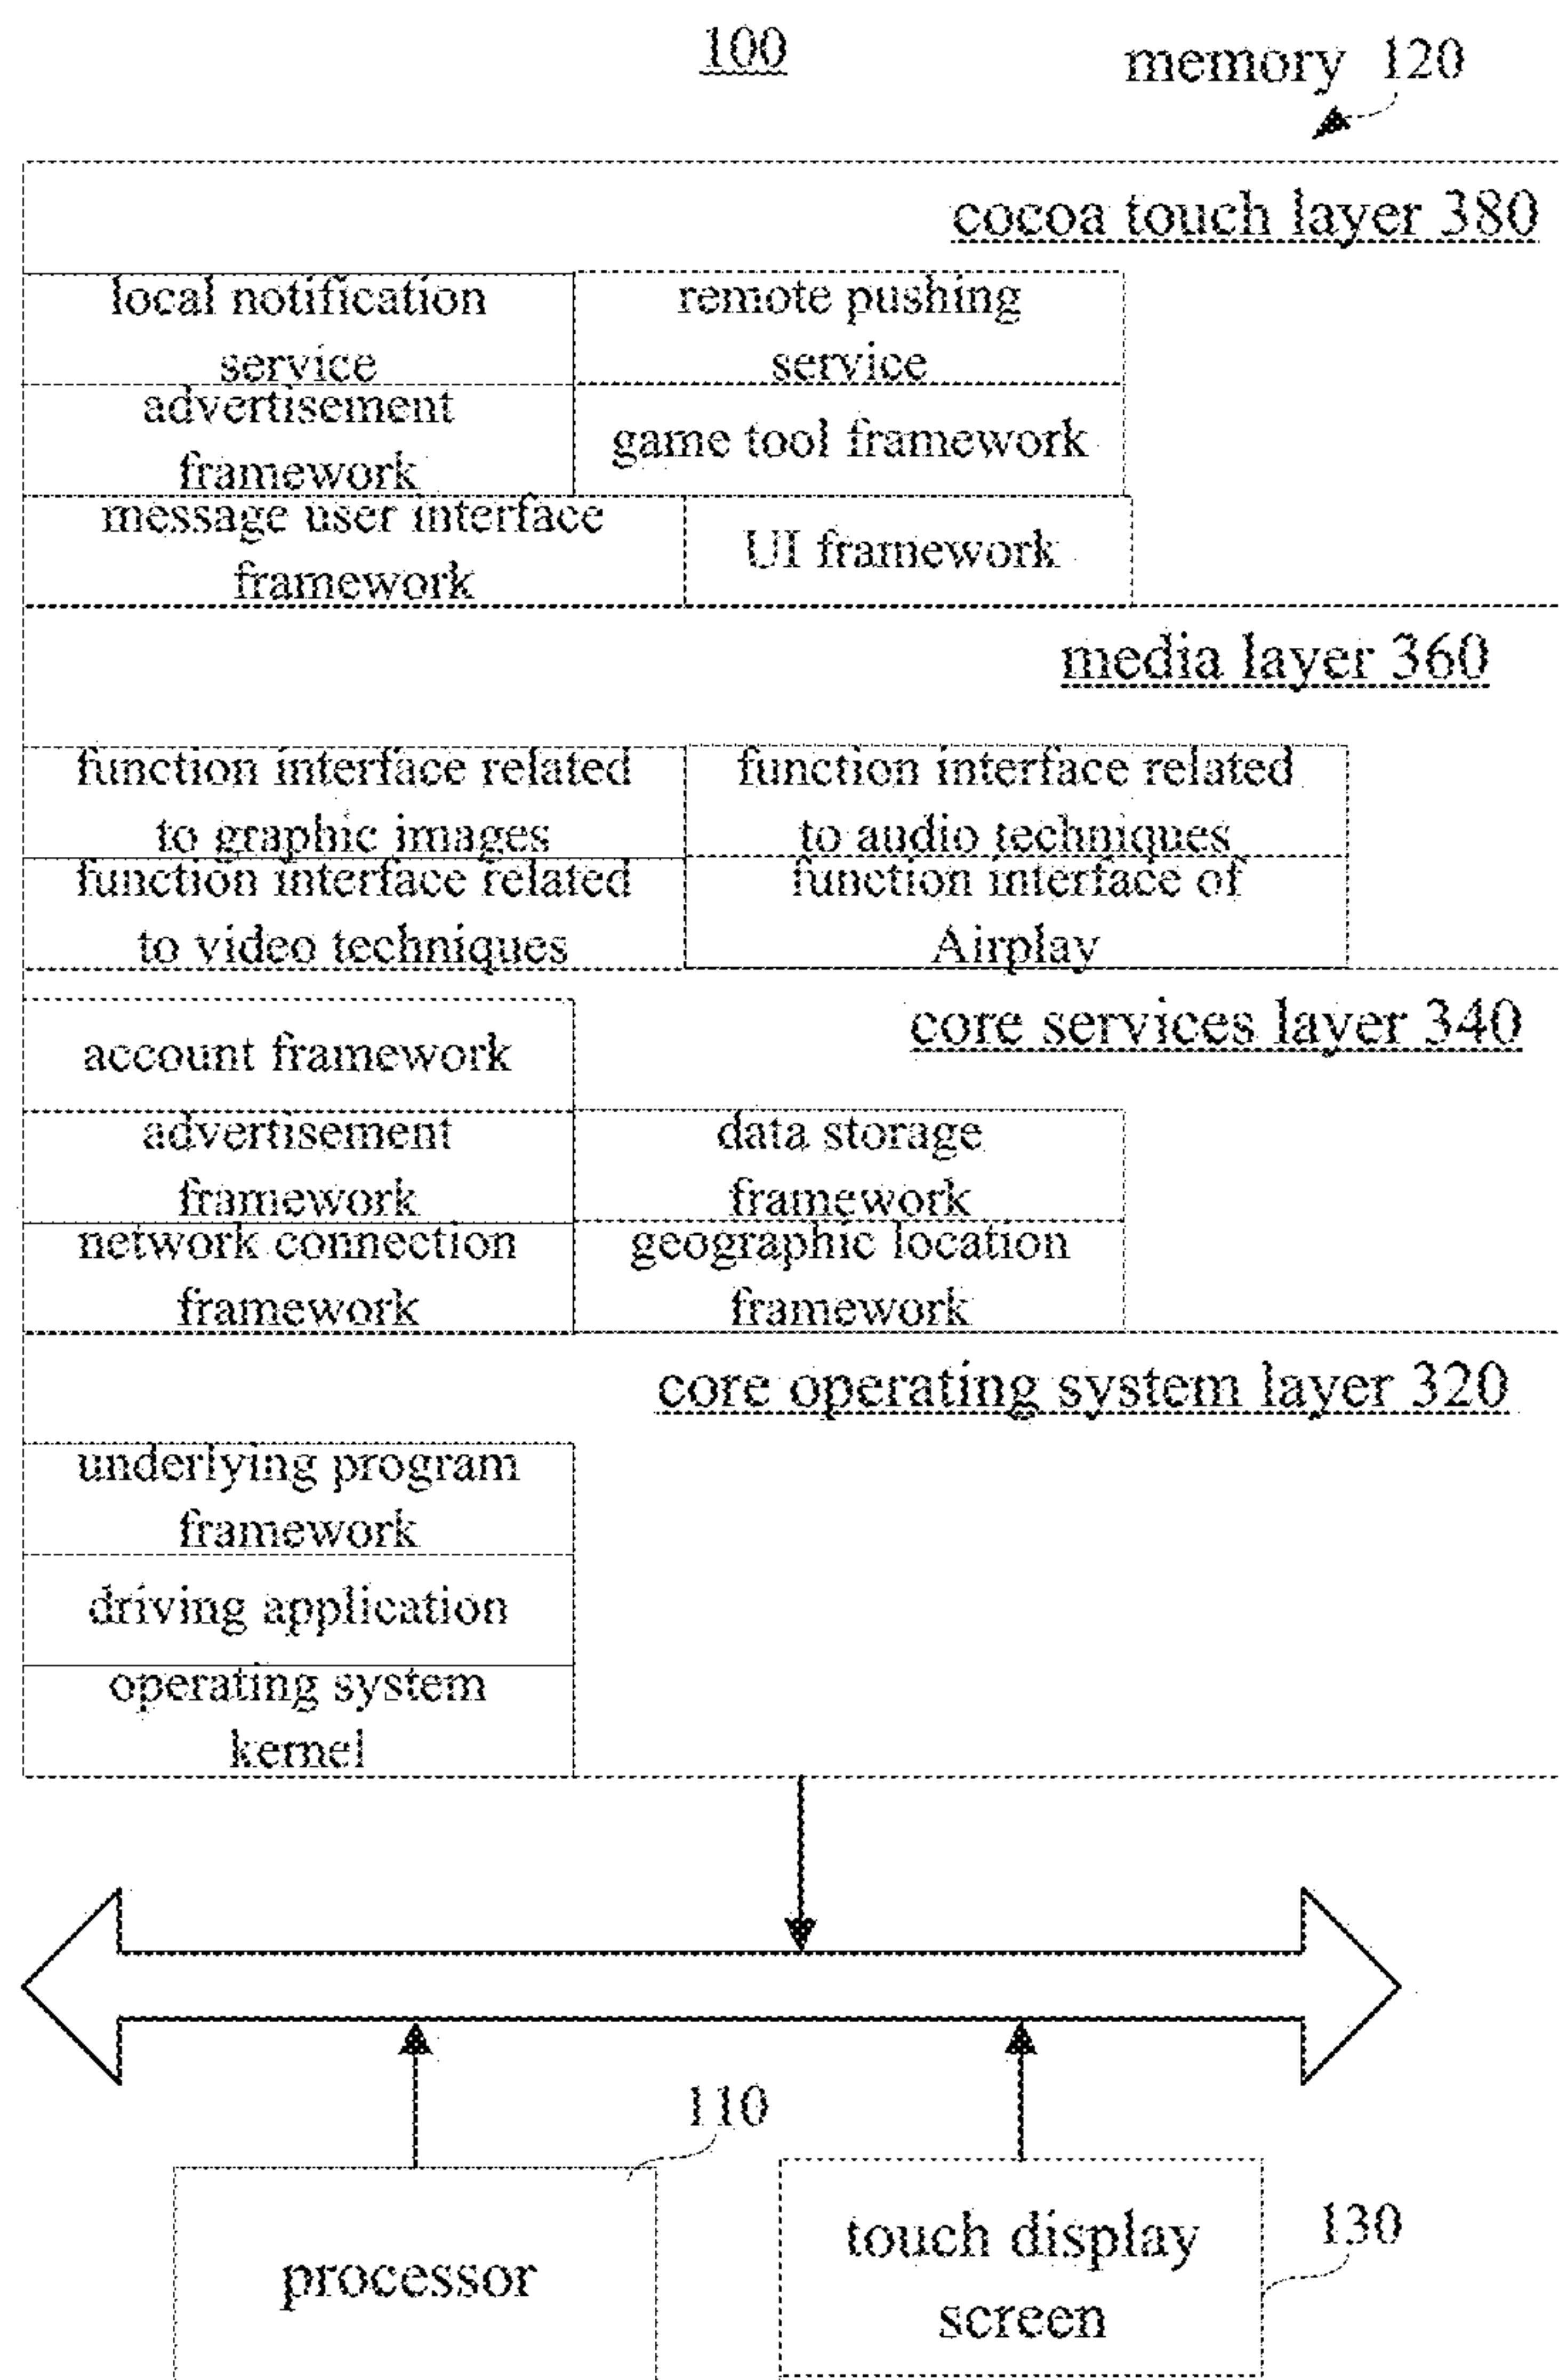 100
memory 120
cocoa touch layer 380
local notification
service
remote pushing
service
advertisement
framework
game tool framework
message user interface
framework
UI framework
media layer 360
function interface related
to graphic images
function interface related
to audio techniques
function interface related
to video techniques
function interface of
Airplay
core services layer 340
account framework
advertisement
framework
data storage
framework
network connection
framework
geographic location
framework
core operating system layer 320
underlying program
framework
driving application
operating system
kernel
110
processor
touch display
screen
130